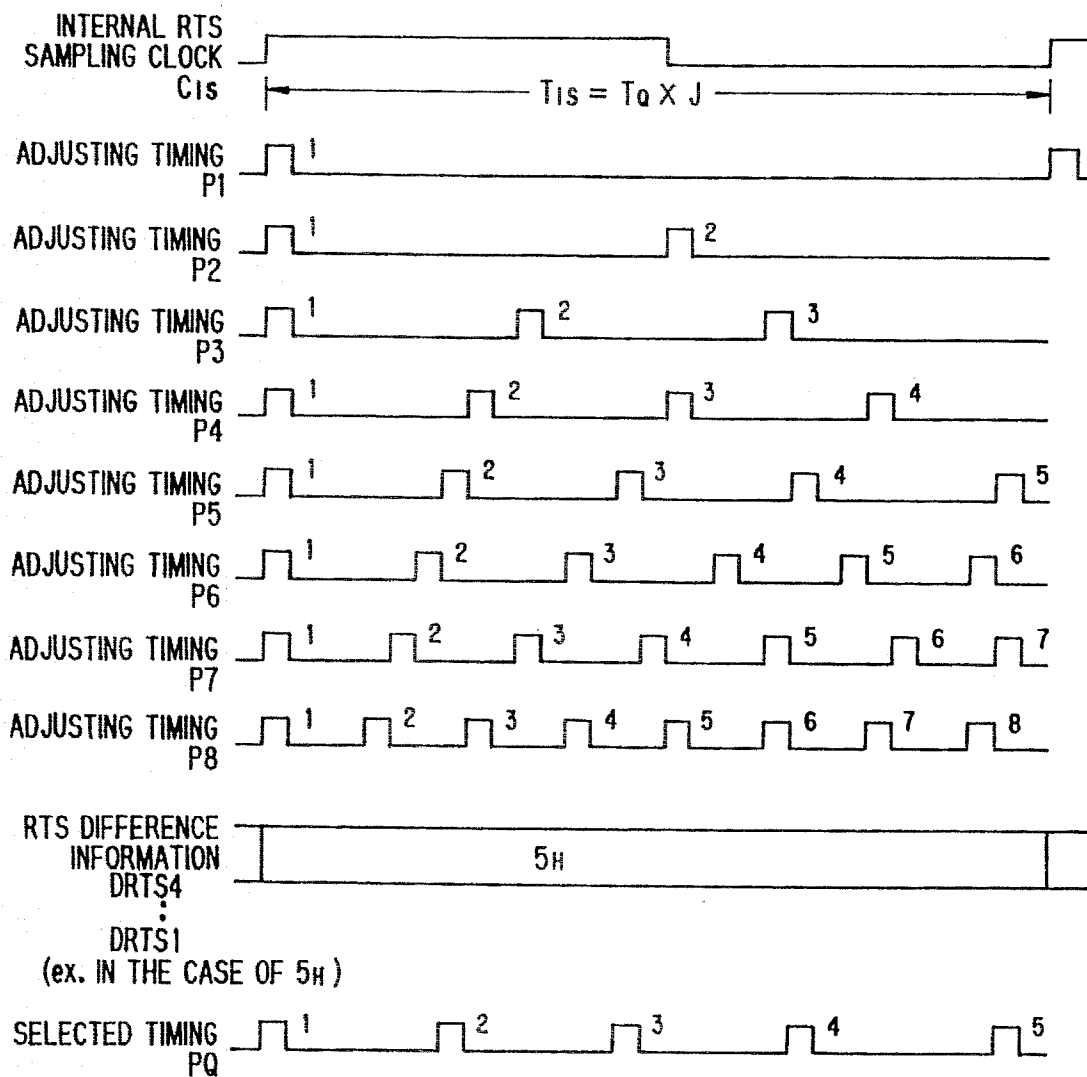 INTERNAL RTS
SAMPLING CLOCK
CIS
TIS = TQ X J
ADJUSTING TIMING
P1
1
ADJUSTING TIMING
P2
1 2
ADJUSTING TIMING
P3
1 2 3
ADJUSTING TIMING
P4
1 2 3 4
ADJUSTING TIMING
P5
1 2 3 4 5
ADJUSTING TIMING
P6
1 2 3 4 5 6
ADJUSTING TIMING
P7
1 2 3 4 5 6 7
ADJUSTING TIMING
P8
1 2 3 4 5 6 7 8
RTS DIFFERENCE
INFORMATION
DRTS4
⋮
DRTS1
(ex. IN THE CASE OF 5H)
5H
SELECTED TIMING
PQ
1 2 3 4 5